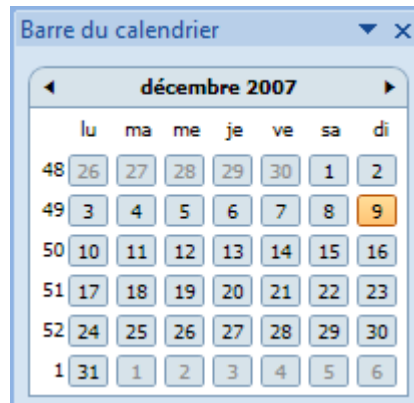 Barre du calendrier
décembre 2007
lu ma me je ve sa di
48 26 27 28 29 30 1 2
49 3 4 5 6 7 8 9
50 10 11 12 13 14 15 16
51 17 18 19 20 21 22 23
52 24 25 26 27 28 29 30
1 31 1 2 3 4 5 6